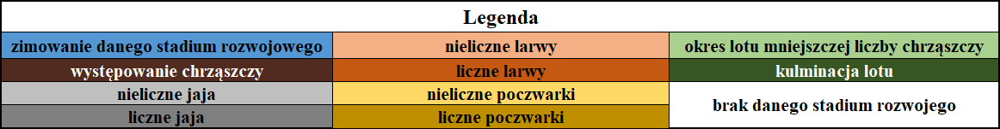 Legenda
zimowanie danego stadium rozwojowego
nieliczne larwy
okres lotu mniejszej liczby chrząszczy
występowanie chrząszczy
liczne larwy
kulminacja lotu
nieliczne jaja
nieliczne poczwarki
brak danego stadium rozwojego
liczne jaja
liczne poczwarki